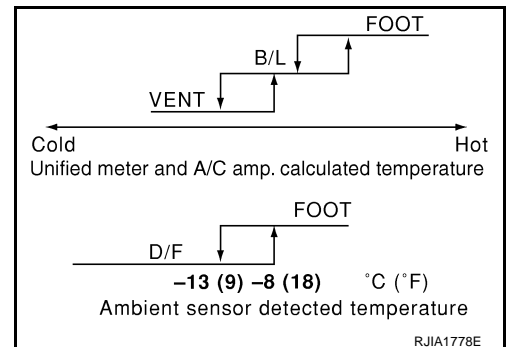 FOOT
B/L
VENT
Cold Hot
Unified meter and A/C amp. calculated temperature
FOOT
D/F
–13 (9) –8 (18) °C (°F)
Ambient sensor detected temperature
RJIA1778E